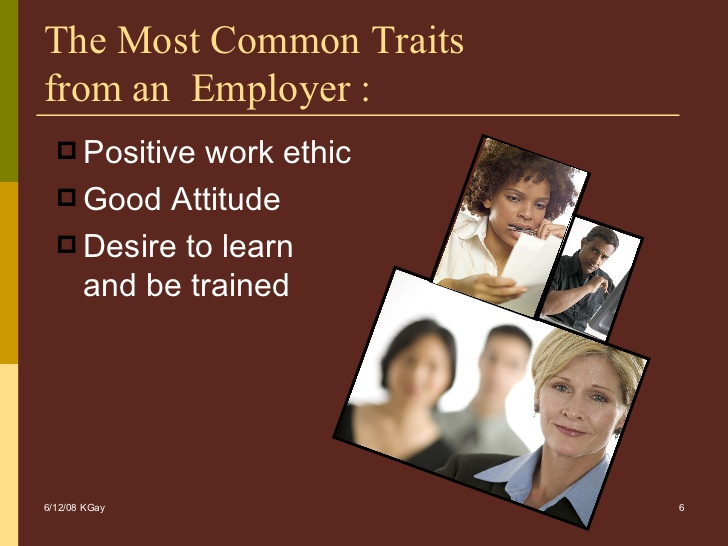 The Most Common Traits
from an  Employer :
Positive work ethic
Good Attitude
Desire to learn
and be trained
6/12/08 KGay
6